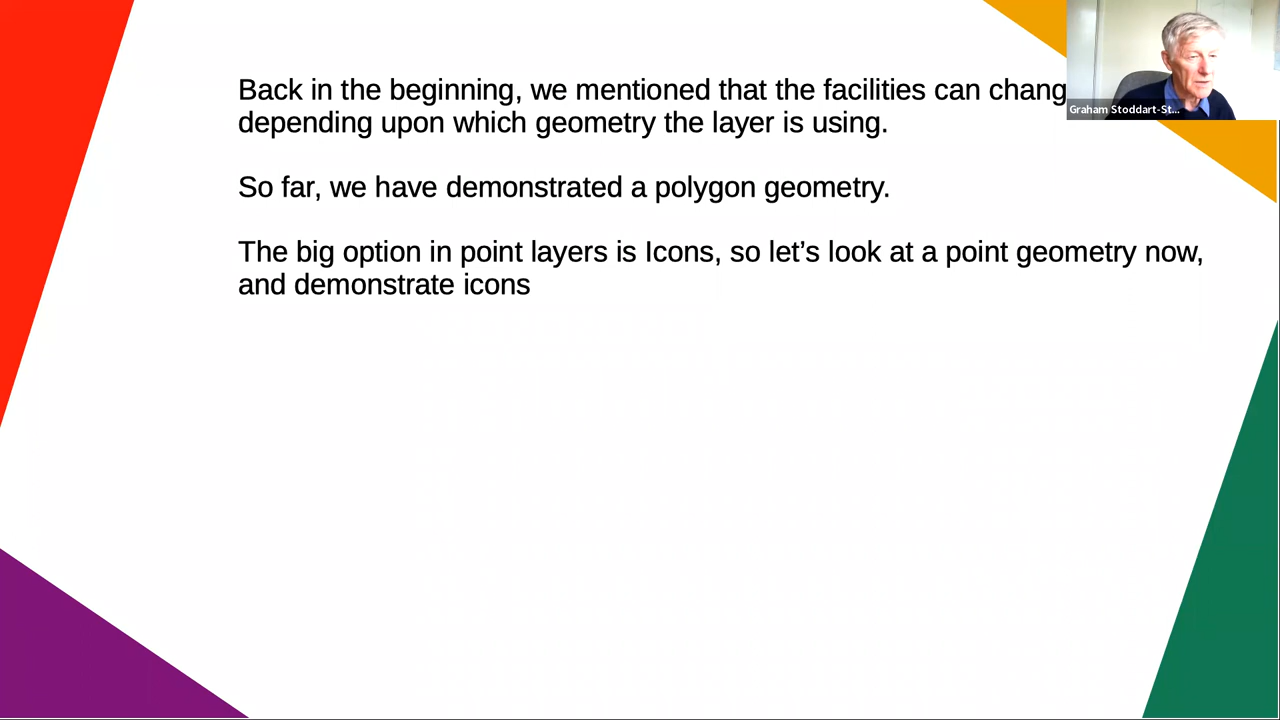 Back in the beginning, we mentioned that the facilities can chang
depending upon which geometry the layer is using.
So far, we have demonstrated a polygon geometry.
The big option in point layers is Icons, so let’s look at a point geometry now,
and demonstrate icons
Graham Stoddart-St...